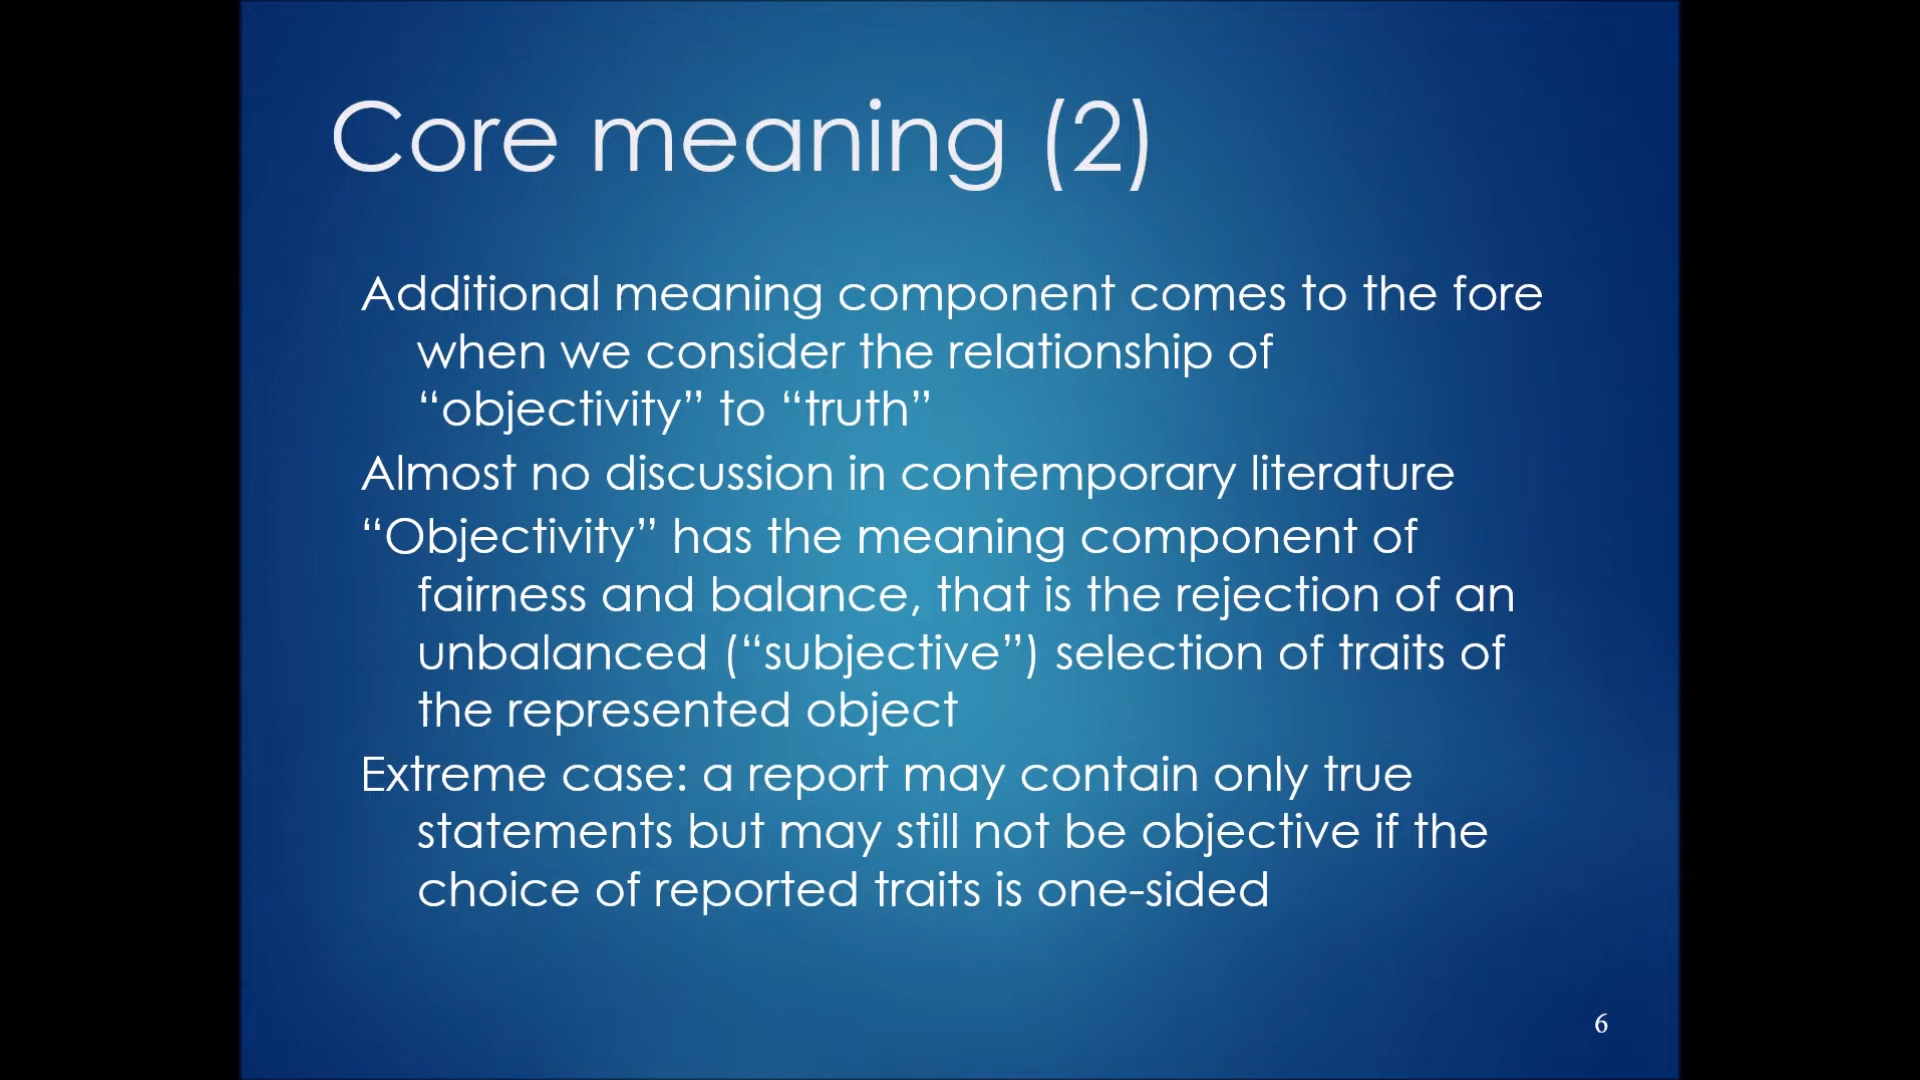 Core meaning (2)
Additional meaning component comes to the fore
when we consider the relationship of
“objectivity” to “truth”
Almost no discussion in contemporary literature
“Objectivity” has the meaning component of
fairness and balance, that is the rejection of an
unbalanced (“subjective”) selection of traits of
the represented object
Extreme case: a report may contain only true
statements but may still not be objective if the
choice of reported traits is one-sided
6